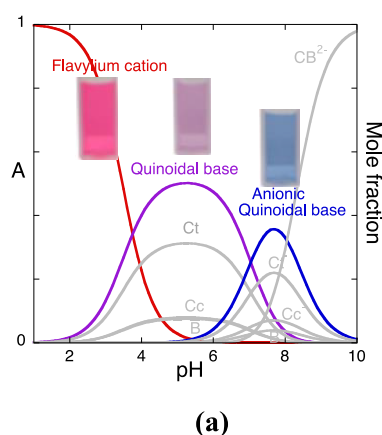 1
Flavylium cation
CB2-
A
Quinoidal base
Anionic
Quinoidal base
Mole fraction
Ct
Ct-
Cc
Cc-
B
0
2
4
6
8
10
pH
(a)